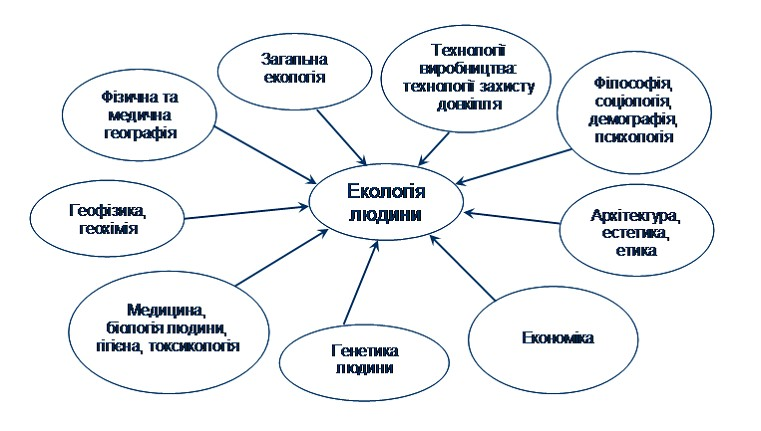 Загальна
екологія
Технології
виробництва:
технології захисту
довкілля
Філософія,
соціологія,
демографія,
психологія
Фізична та
медична
географія
Екологія
людини
Геофізика,
геохімія
Архітектура,
естетика,
етика
Медицина,
біологія людини,
гігієна, токсикологія
Генетика
людини
Економіка